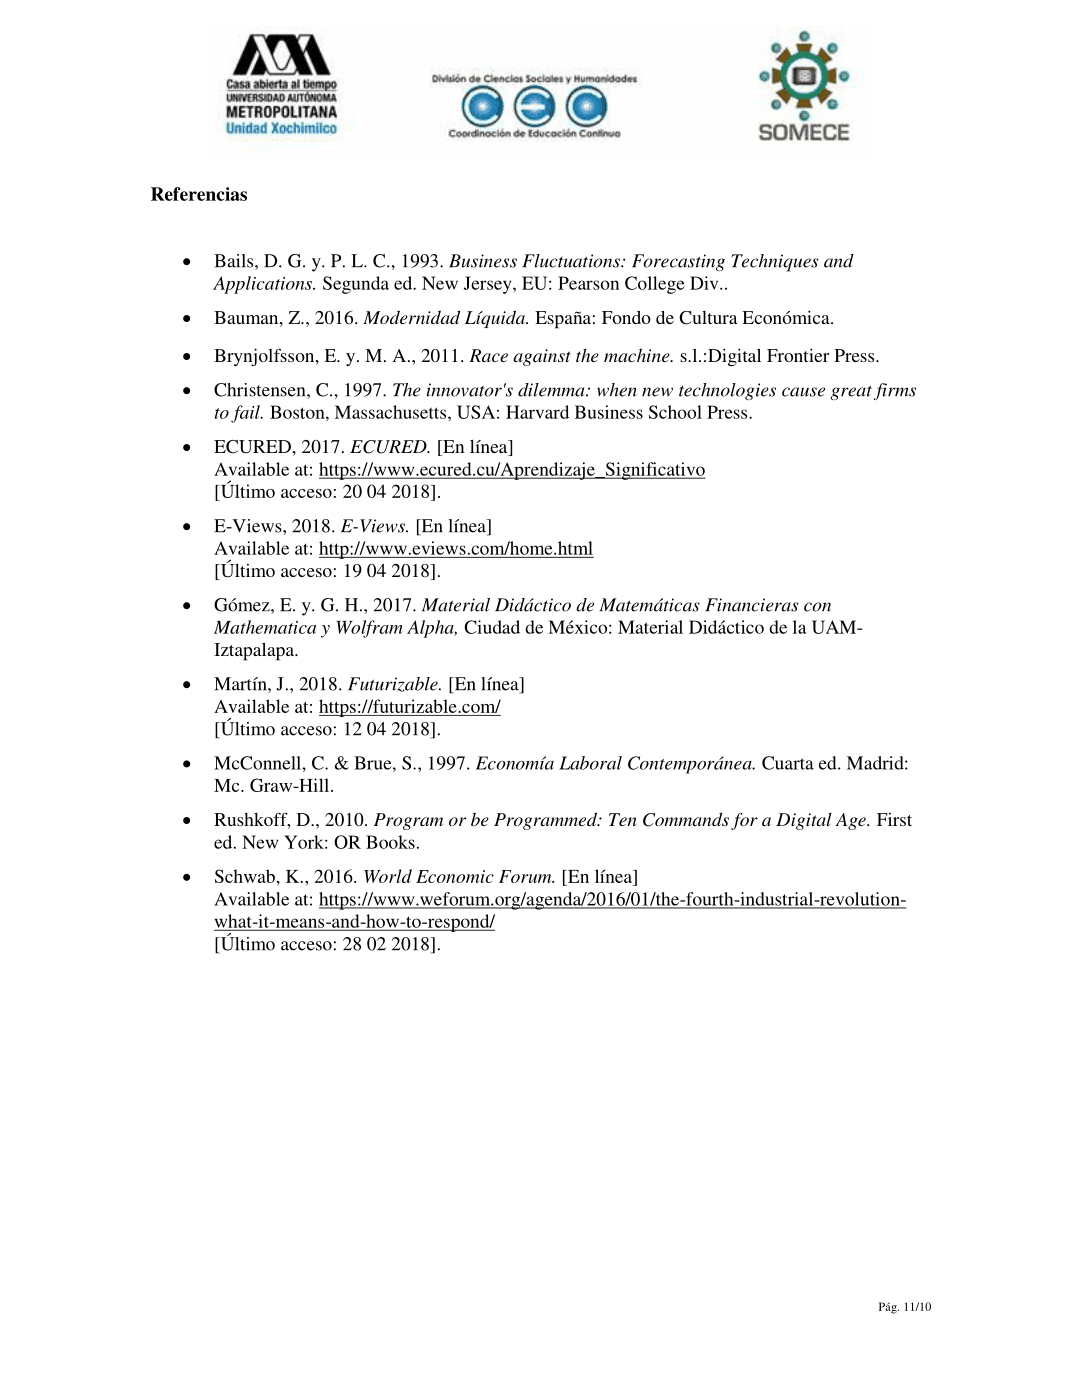 Casa abierta al tiempo
UNIVERSIDAD AUTÓNOMA
METROPOLITANA
Unidad Xochimilco
División de Ciencias Sociales y Humanidades
Coordinación de Educación Continua
SOMECE
Referencias
• Bails, D. G. y. P. L. C., 1993. Business Fluctuations: Forecasting Techniques and
Applications. Segunda ed. New Jersey, EU: Pearson College Div..
• Bauman, Z., 2016. Modernidad Líquida. España: Fondo de Cultura Económica.
• Brynjolfsson, E. y. M. A., 2011. Race against the machine. s.l.:Digital Frontier Press.
• Christensen, C., 1997. The innovator's dilemma: when new technologies cause great firms
to fail. Boston, Massachusetts, USA: Harvard Business School Press.
• ECURED, 2017. ECURED. [En línea]
Available at: https://www.ecured.cu/Aprendizaje_Significativo
[Último acceso: 20 04 2018].
• E-Views, 2018. E-Views. [En línea]
Available at: http://www.eviews.com/home.html
[Último acceso: 19 04 2018].
• Gómez, E. y. G. H., 2017. Material Didáctico de Matemáticas Financieras con
Mathematica y Wolfram Alpha, Ciudad de México: Material Didáctico de la UAM-
Iztapalapa.
• Martín, J., 2018. Futurizable. [En línea]
Available at: https://futurizable.com/
[Último acceso: 12 04 2018].
• McConnell, C. & Brue, S., 1997. Economía Laboral Contemporánea. Cuarta ed. Madrid:
Mc. Graw-Hill.
• Rushkoff, D., 2010. Program or be Programmed: Ten Commands for a Digital Age. First
ed. New York: OR Books.
• Schwab, K., 2016. World Economic Forum. [En línea]
Available at: https://www.weforum.org/agenda/2016/01/the-fourth-industrial-revolution-
what-it-means-and-how-to-respond/
[Último acceso: 28 02 2018].
Pág. 11/10